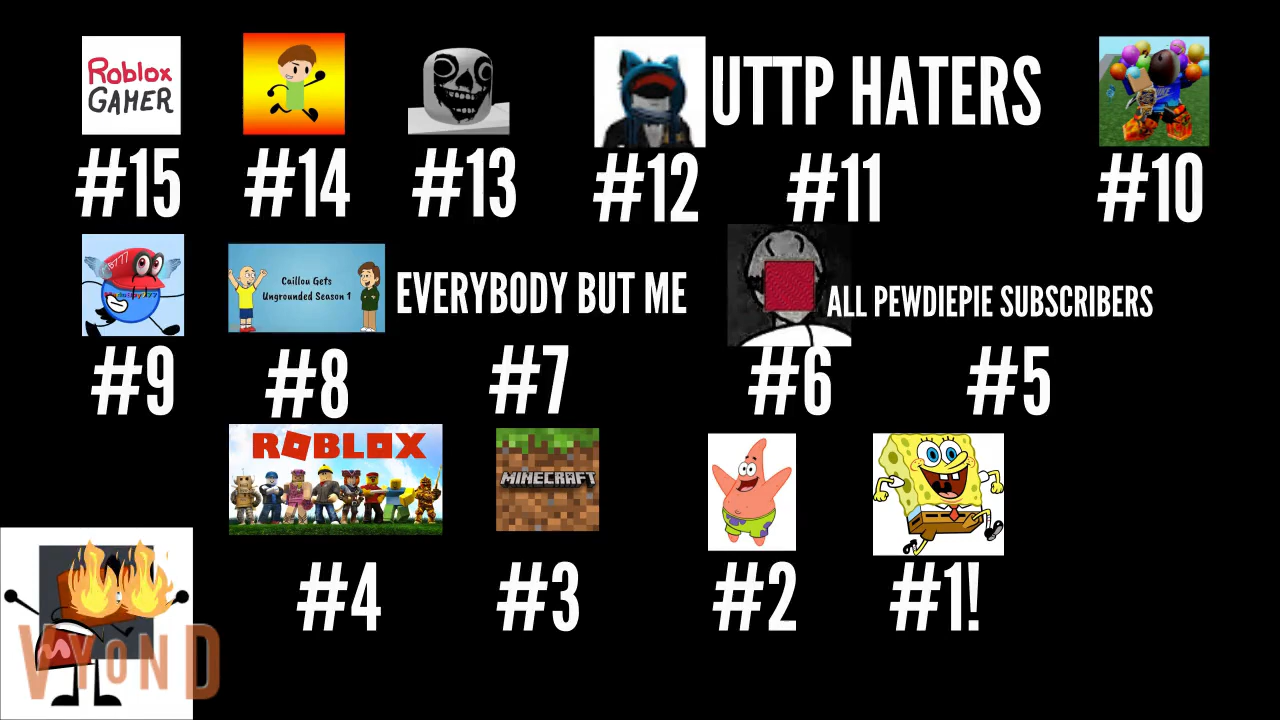 Roblox
GAMER
UTTP HATERS
#15
#14
#13
#12
#11
#10
MB777
Caillou Gets
Ungrounded Season 1
EVERYBODY BUT ME
ALL PEWDIEPIE SUBSCRIBERS
#9
#8
#7
#6
#5
ROBLOX
MINECRAFT
#4
#3
#2
#1!
VYOND